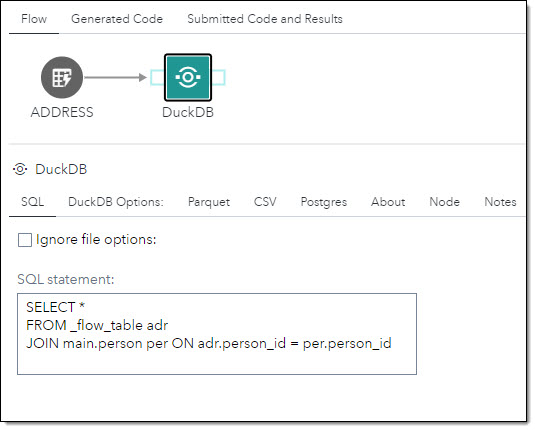 Flow Generated Code Submitted Code and Results
ADDRESS DuckDB
DuckDB
SQL DuckDB Options: Parquet CSV Postgres About Node Notes
Ignore file options:
SQL statement:
SELECT *
FROM _flow_table adr
JOIN main.person per ON adr.person_id = per.person_id